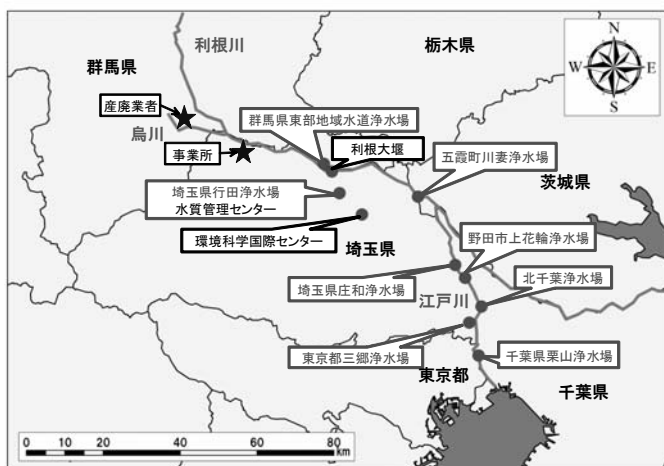 利根川
栃木県
N
W
E
S
群馬県
産廃業者
烏川
群馬県東部地域水道浄水場
事業所
利根大堰
五霞町川妻浄水場
茨城県
埼玉県行田浄水場
水質管理センター
環境科学国際センター
埼玉県
野田市上花輪浄水場
埼玉県庄和浄水場
江戸川
北千葉浄水場
東京都三郷浄水場
千葉県栗山浄水場
東京都
千葉県
0 10 20 40 60 80
km